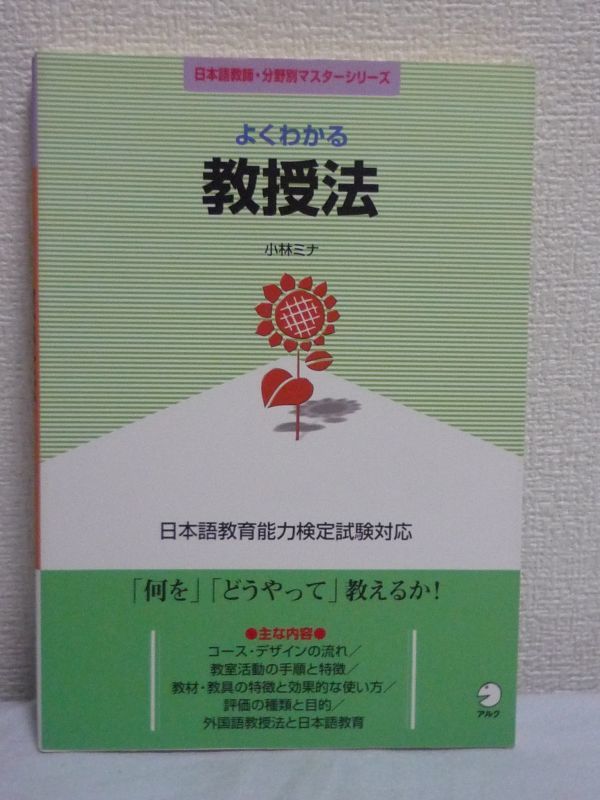 日本語教師・分野別マスターシリーズ
よくわかる
教授法
小林ミナ
日本語教育能力検定試験対応
「何を」「どうやって」教えるか!
●主な内容●
コース・デザインの流れ／
教室活動の手順と特徴／
教材・教具の特徴と効果的な使い方／
評価の種類と目的／
外国語教授法と日本語教育
アルク